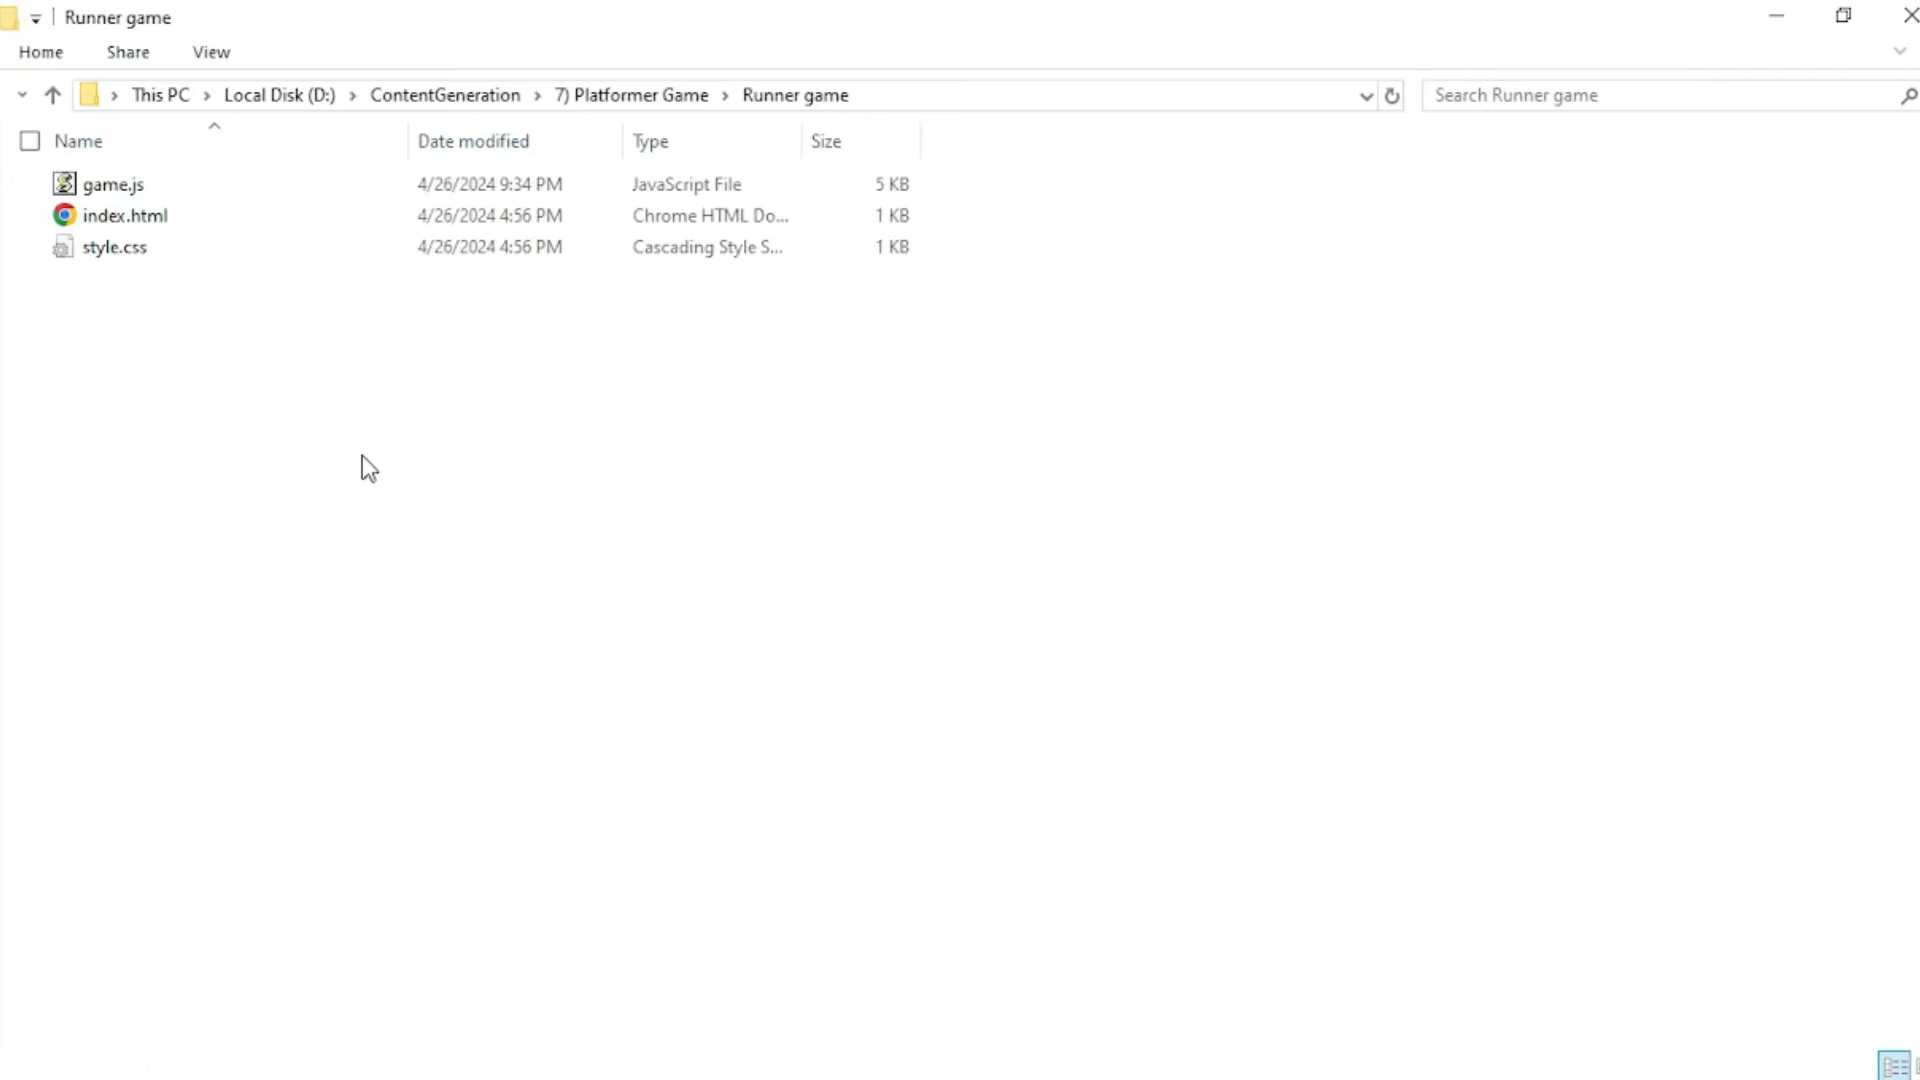 Runner game
Home Share View
This PC Local Disk (D:) ContentGeneration 7) Platformer Game Runner game
Search Runner game
Name Date modified Type Size
game.js 4/26/2024 9:34 PM JavaScript File 5 KB
index.html 4/26/2024 4:56 PM Chrome HTML Do... 1 KB
style.css 4/26/2024 4:56 PM Cascading Style S... 1 KB